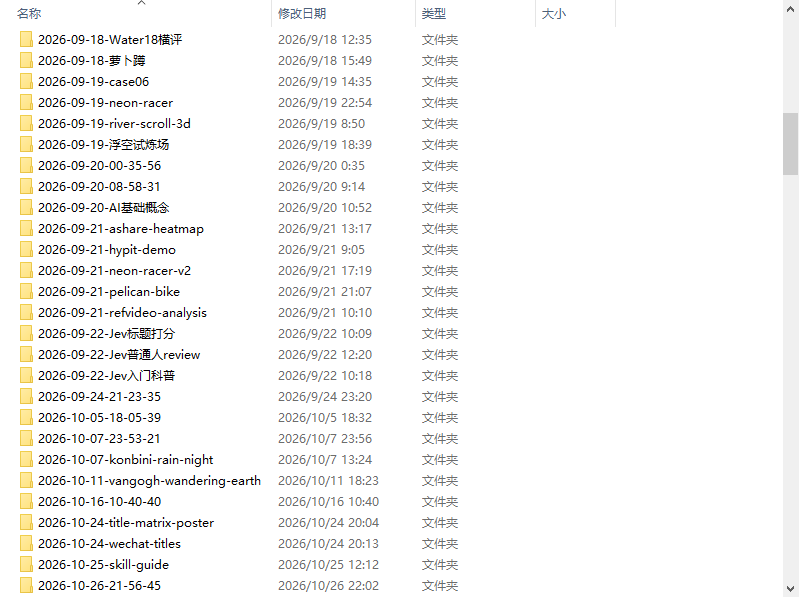 名称 修改日期 类型 大小
2026-09-18-Water18横评 2026/9/18 12:35 文件夹
2026-09-18-萝卜蹲 2026/9/18 15:49 文件夹
2026-09-19-case06 2026/9/19 14:35 文件夹
2026-09-19-neon-racer 2026/9/19 22:54 文件夹
2026-09-19-river-scroll-3d 2026/9/19 8:50 文件夹
2026-09-19-浮空试炼场 2026/9/19 18:39 文件夹
2026-09-20-00-35-56 2026/9/20 0:35 文件夹
2026-09-20-08-58-31 2026/9/20 9:14 文件夹
2026-09-20-AI基础概念 2026/9/20 10:52 文件夹
2026-09-21-ashare-heatmap 2026/9/21 13:17 文件夹
2026-09-21-hypit-demo 2026/9/21 9:05 文件夹
2026-09-21-neon-racer-v2 2026/9/21 17:19 文件夹
2026-09-21-pelican-bike 2026/9/21 21:07 文件夹
2026-09-21-refvideo-analysis 2026/9/21 10:10 文件夹
2026-09-22-Jev标题打分 2026/9/22 10:09 文件夹
2026-09-22-Jev普通人review 2026/9/22 12:20 文件夹
2026-09-22-Jev入门科普 2026/9/22 10:18 文件夹
2026-09-24-21-23-35 2026/9/24 23:20 文件夹
2026-10-05-18-05-39 2026/10/5 18:32 文件夹
2026-10-07-23-53-21 2026/10/7 23:56 文件夹
2026-10-07-konbini-rain-night 2026/10/7 13:24 文件夹
2026-10-11-vangogh-wandering-earth 2026/10/11 18:23 文件夹
2026-10-16-10-40-40 2026/10/16 10:40 文件夹
2026-10-24-title-matrix-poster 2026/10/24 20:04 文件夹
2026-10-24-wechat-titles 2026/10/24 20:13 文件夹
2026-10-25-skill-guide 2026/10/25 12:12 文件夹
2026-10-26-21-56-45 2026/10/26 22:02 文件夹